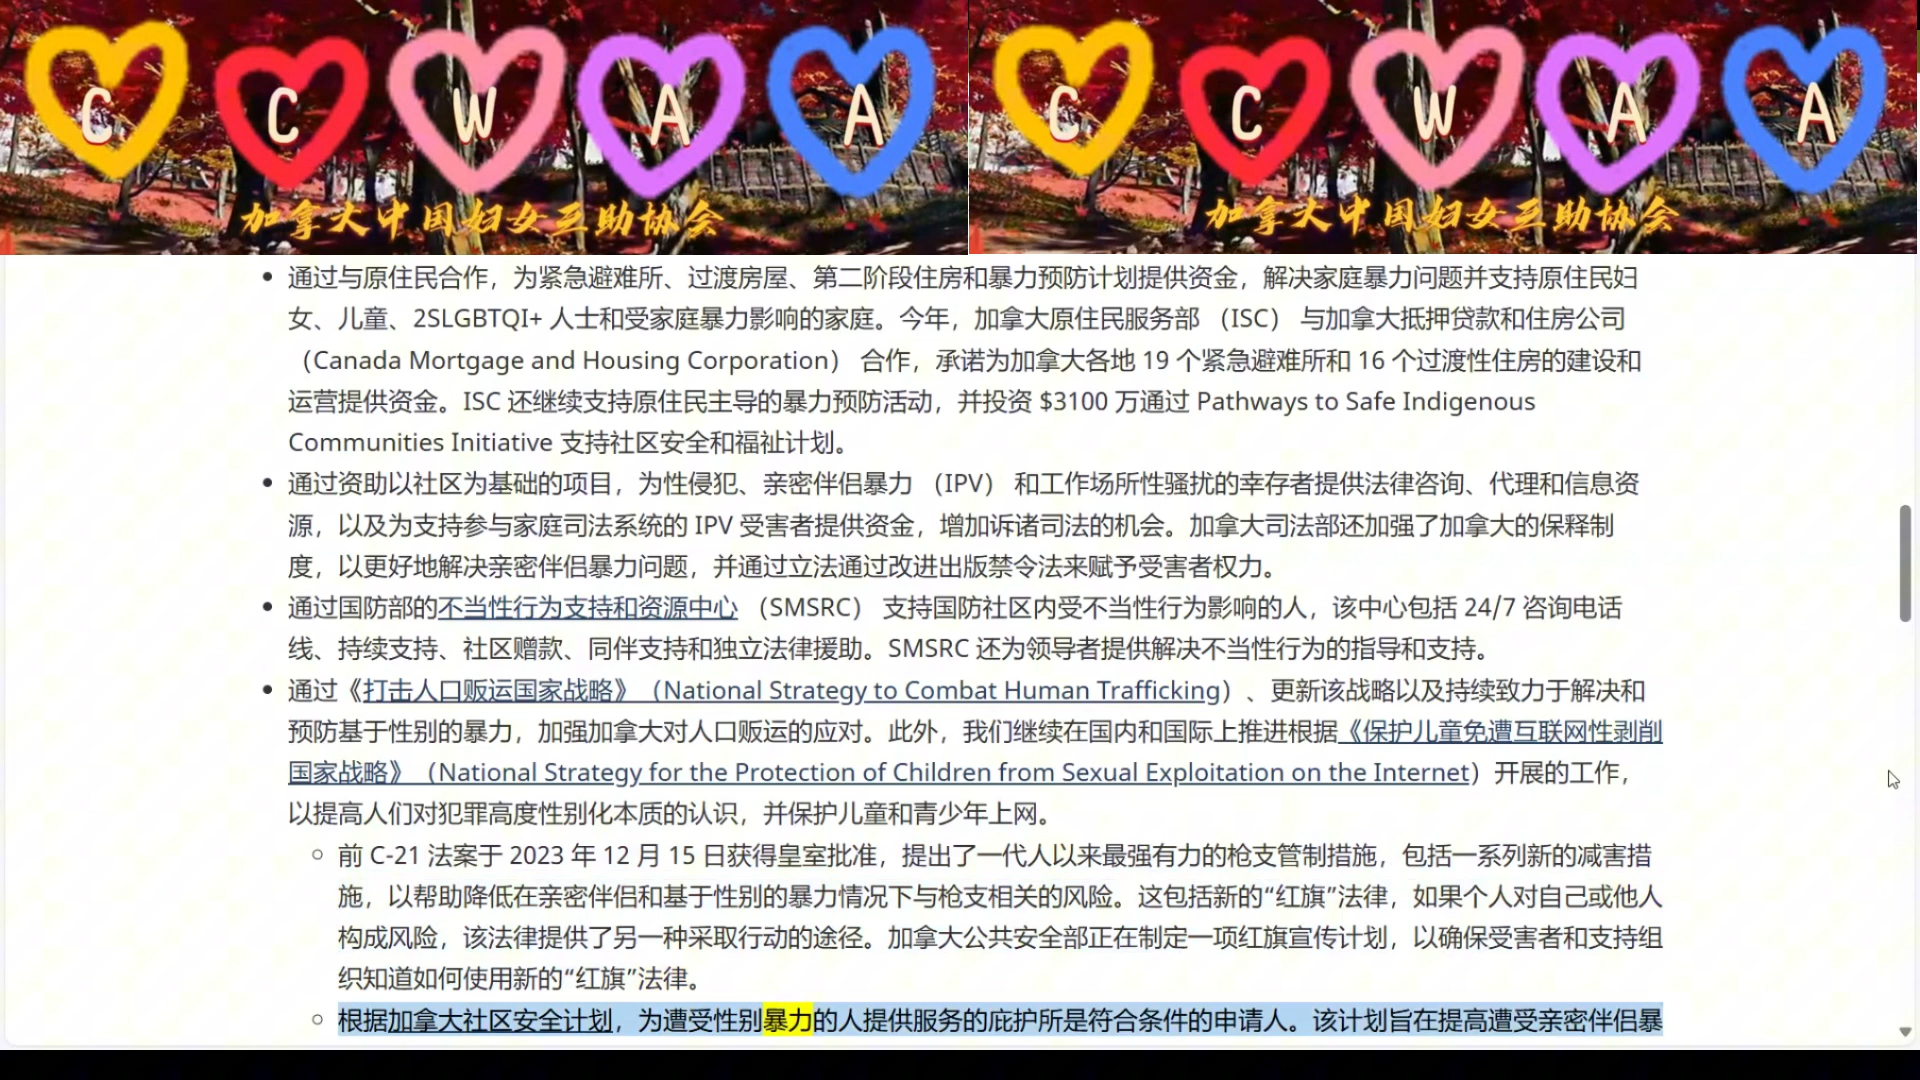 C C W A A
加拿大中国妇女互助协会
C C W A A
加拿大中国妇女互助协会
通过与原住民合作，为紧急避难所、过渡房屋、第二阶段住房和暴力预防计划提供资金，解决家庭暴力问题并支持原住民妇
女、儿童、2SLGBTQI+ 人士和受家庭暴力影响的家庭。今年，加拿大原住民服务部 （ISC） 与加拿大抵押贷款和住房公司
（Canada Mortgage and Housing Corporation） 合作，承诺为加拿大各地 19 个紧急避难所和 16 个过渡性住房的建设和
运营提供资金。ISC 还继续支持原住民主导的暴力预防活动，并投资 $3100 万通过 Pathways to Safe Indigenous
Communities Initiative 支持社区安全和福祉计划。
通过资助以社区为基础的项目，为性侵犯、亲密伴侣暴力 （IPV） 和工作场所性骚扰的幸存者提供法律咨询、代理和信息资
源，以及为支持参与家庭司法系统的 IPV 受害者提供资金，增加诉诸司法的机会。加拿大司法部还加强了加拿大的保释制
度，以更好地解决亲密伴侣暴力问题，并通过立法通过改进出版禁令法来赋予受害者权力。
通过国防部的不当性行为支持和资源中心 （SMSRC） 支持国防社区内受不当性行为影响的人，该中心包括 24/7 咨询电话
线、持续支持、社区赠款、同伴支持和独立法律援助。SMSRC 还为领导者提供解决不当性行为的指导和支持。
通过《打击人口贩运国家战略》（National Strategy to Combat Human Trafficking）、更新该战略以及持续致力于解决和
预防基于性别的暴力，加强加拿大对人口贩运的应对。此外，我们继续在国内和国际上推进根据《保护儿童免遭互联网性剥削
国家战略》（National Strategy for the Protection of Children from Sexual Exploitation on the Internet）开展的工作，
以提高人们对犯罪高度性别化本质的认识，并保护儿童和青少年上网。
前 C-21 法案于 2023 年 12 月 15 日获得皇室批准，提出了一代人以来最强有力的枪支管制措施，包括一系列新的减害措
施，以帮助降低在亲密伴侣和基于性别的暴力情况下与枪支相关的风险。这包括新的“红旗”法律，如果个人对自己或他人
构成风险，该法律提供了另一种采取行动的途径。加拿大公共安全部正在制定一项红旗宣传计划，以确保受害者和支持组
织知道如何使用新的“红旗”法律。
根据加拿大社区安全计划，为遭受性别暴力的人提供服务的庇护所是符合条件的申请人。该计划旨在提高遭受亲密伴侣暴